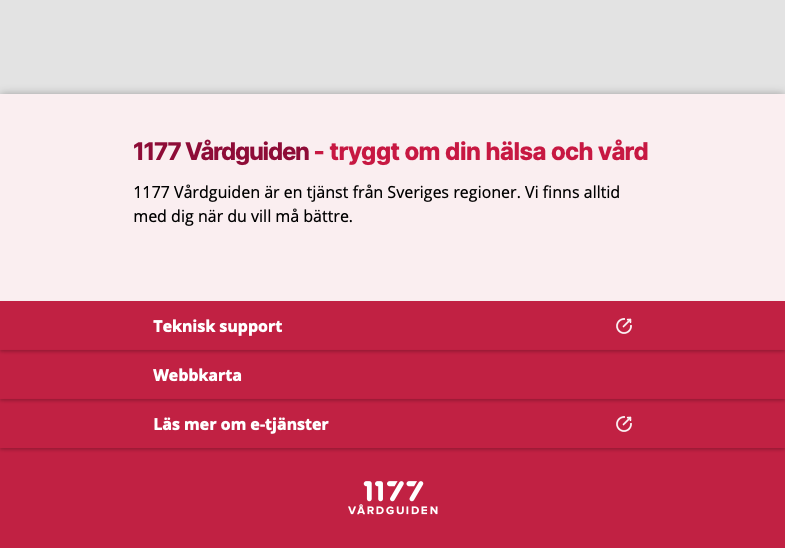 1177 Vårdguiden - tryggt om din hälsa och vård
1177 Vårdguiden är en tjänst från Sveriges regioner. Vi finns alltid
med dig när du vill må bättre.
Teknisk support
Webbkarta
Läs mer om e-tjänster
1177
VÅRDGUIDEN